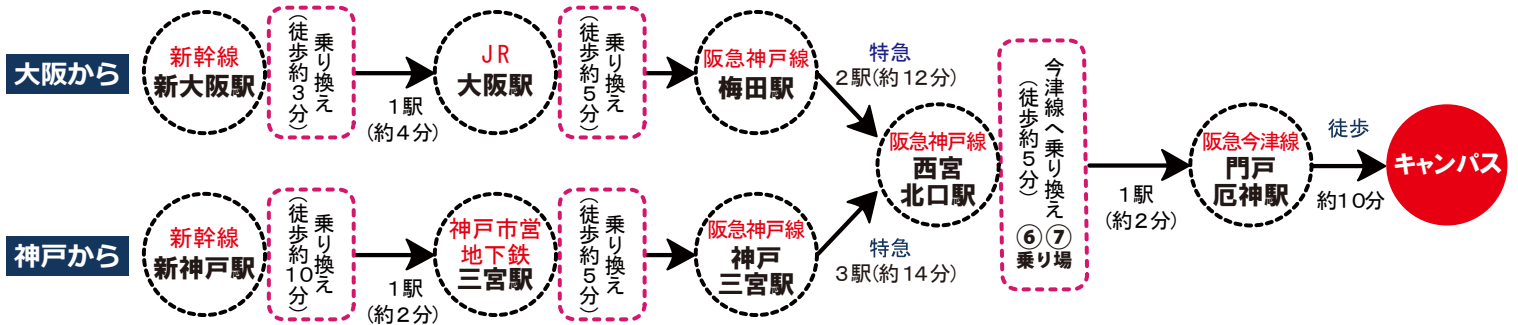 大阪から
新幹線
新大阪駅
乗り換え
(徒歩約3分)
1駅
(約4分)
JR
大阪駅
乗り換え
(徒歩約5分)
阪急神戸線
梅田駅
特急
2駅(約12分)
神戸から
新幹線
新神戸駅
乗り換え
(徒歩約10分)
1駅
(約2分)
神戸市営
地下鉄
三宮駅
乗り換え
(徒歩約5分)
阪急神戸線
神戸
三宮駅
特急
3駅(約14分)
阪急神戸線
西宮
北口駅
今津線へ乗り換え
(徒歩約5分)
⑥⑦
乗り場
1駅
(約2分)
阪急今津線
門戸
厄神駅
徒歩
約10分
キャンパス